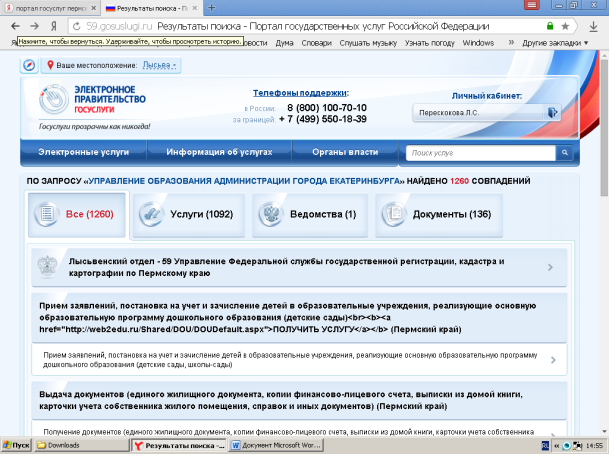 портал госуслуг пермс
Результаты поиска - П
59.gosuslugi.ru Результаты поиска - Портал государственных услуг Российской Федерации
Нажмите, чтобы вернуться. Удерживайте, чтобы просмотреть историю.
овости Дума Словари Слушать музыку Узнать погоду Windows » Другие закладки
Ваше местоположение: Лысьва
ЭЛЕКТРОННОЕ
ПРАВИТЕЛЬСТВО
ГОСУСЛУГИ
Госуслуги прозрачны как никогда!
Телефоны поддержки:
в России: 8 (800) 100-70-10
за границей: + 7 (499) 550-18-39
Личный кабинет:
Перескокова Л.С.
Электронные услуги Информация об услугах Органы власти Поиск услуг
ПО ЗАПРОСУ «УПРАВЛЕНИЕ ОБРАЗОВАНИЯ АДМИНИСТРАЦИИ ГОРОДА ЕКАТЕРИНБУРГА» НАЙДЕНО 1260 СОВПАДЕНИЙ
Все (1260) Услуги (1092) Ведомства (1) Документы (136)
Лысьвенский отдел - 59 Управление Федеральной службы государственной регистрации, кадастра и
картографии по Пермскому краю
Прием заявлений, постановка на учет и зачисление детей в образовательные учреждения, реализующие основную
образовательную программу дошкольного образования (детские сады)<br><b><a
href="http://web2edu.ru/Shared/DOU/DOUDefault.aspx">ПОЛУЧИТЬ УСЛУГУ</a></b> (Пермский край)
Прием заявлений, постановка на учет и зачисление детей в образовательные учреждения, реализующие основную образовательную программу
дошкольного образования (детские сады, школы-сады)
Выдача документов (единого жилищного документа, копии финансово-лицевого счета, выписки из домой книги,
карточки учета собственника жилого помещения, справок и иных документов) (Пермский край)
Получение документов (единого жилищного документа, копии финансово-лицевого счета, выписки из домовой книги, карточки учета собственника
Пуск Downloads Результаты поиска -... Документ Microsoft Wor... RL « 14:55